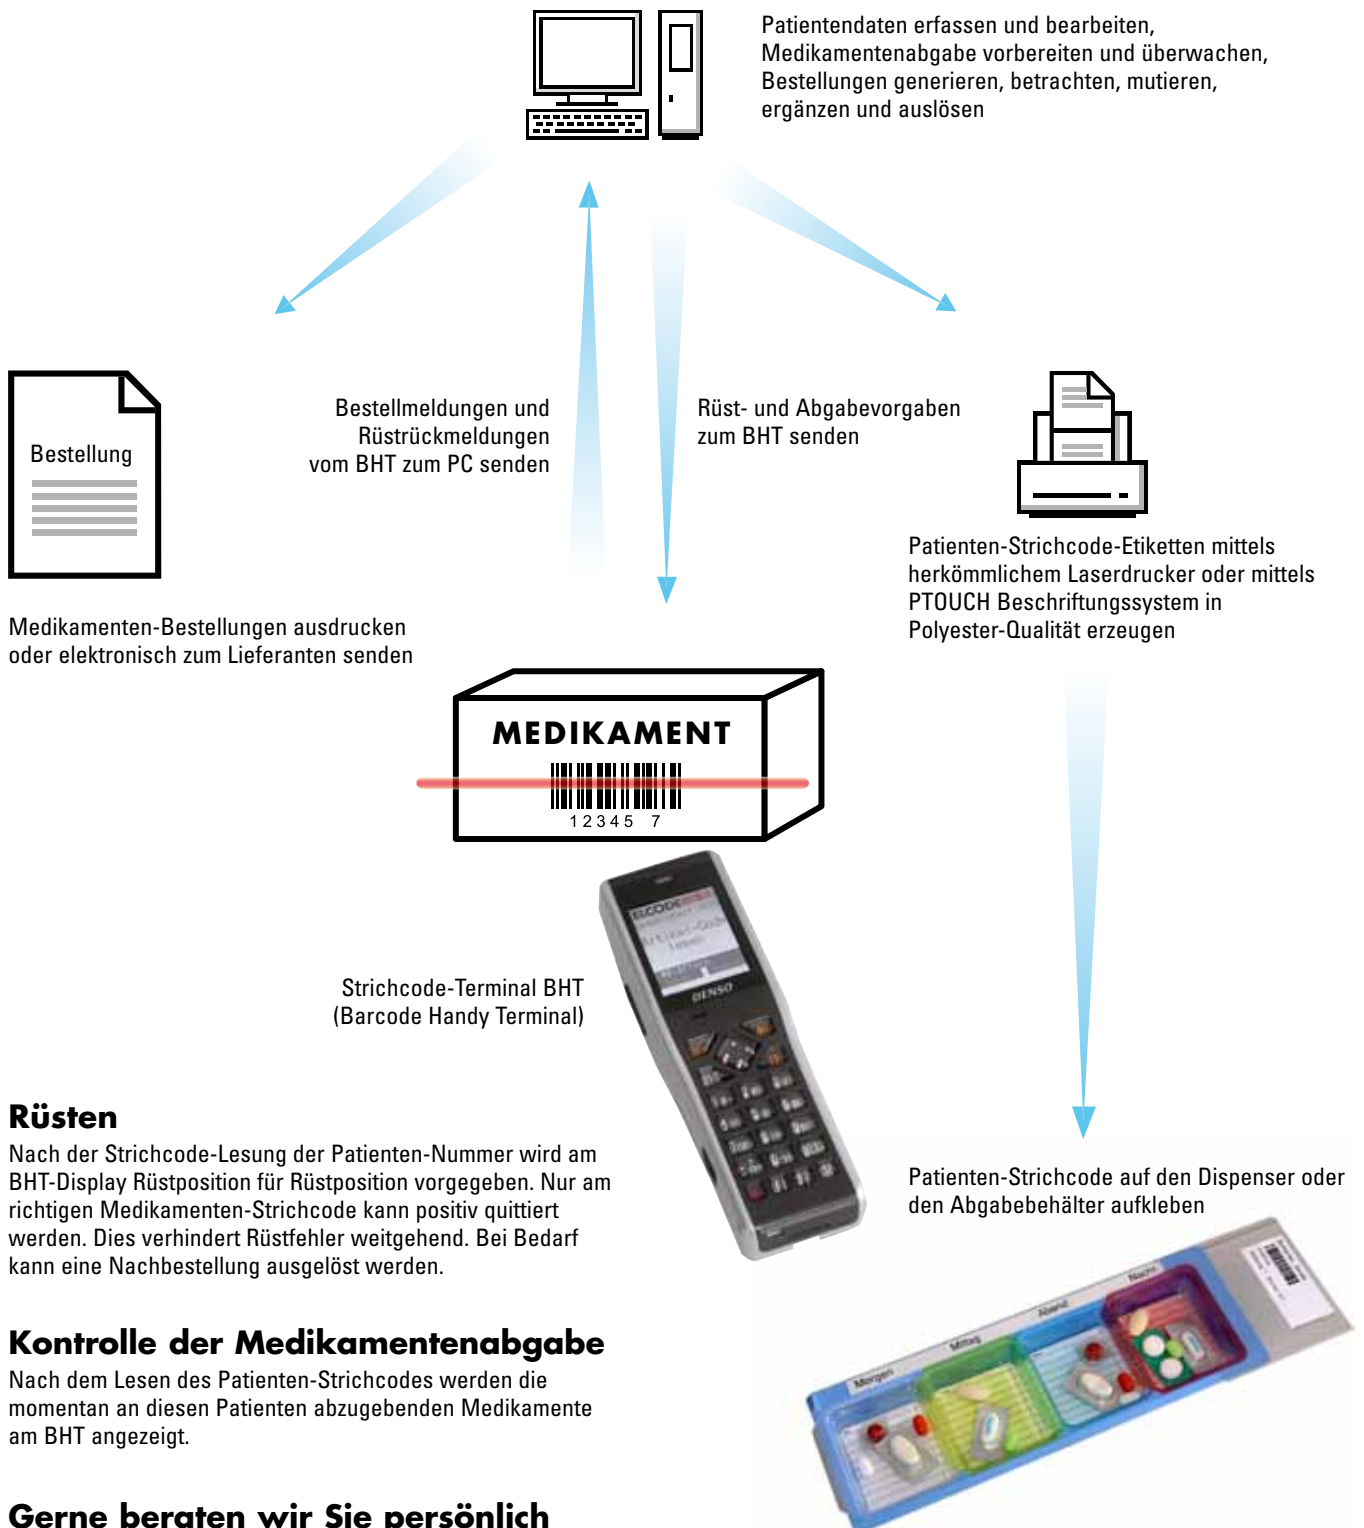 Patientendaten erfassen und bearbeiten,
Medikamentenabgabe vorbereiten und überwachen,
Bestellungen generieren, betrachten, mutieren,
ergänzen und auslösen
Bestellung
Bestellmeldungen und
Rüstrückmeldungen
vom BHT zum PC senden
Rüst- und Abgabevorgaben
zum BHT senden
Patienten-Strichcode-Etiketten mittels
herkömmlichem Laserdrucker oder mittels
PTOUCH Beschriftungssystem in
Polyester-Qualität erzeugen
Medikamenten-Bestellungen ausdrucken
oder elektronisch zum Lieferanten senden
MEDIKAMENT
12345 7
ELCODE
Artikel-Code
lesen
DENSO
Strichcode-Terminal BHT
(Barcode Handy Terminal)
Rüsten
Nach der Strichcode-Lesung der Patienten-Nummer wird am
BHT-Display Rüstposition für Rüstposition vorgegeben. Nur am
richtigen Medikamenten-Strichcode kann positiv quittiert
werden. Dies verhindert Rüstfehler weitgehend. Bei Bedarf
kann eine Nachbestellung ausgelöst werden.
Patienten-Strichcode auf den Dispenser oder
den Abgabebehälter aufkleben
Morgen
Mittag
Abend
Nacht
Kontrolle der Medikamentenabgabe
Nach dem Lesen des Patienten-Strichcodes werden die
momentan an diesen Patienten abzugebenden Medikamente
am BHT angezeigt.
Gerne beraten wir Sie persönlich